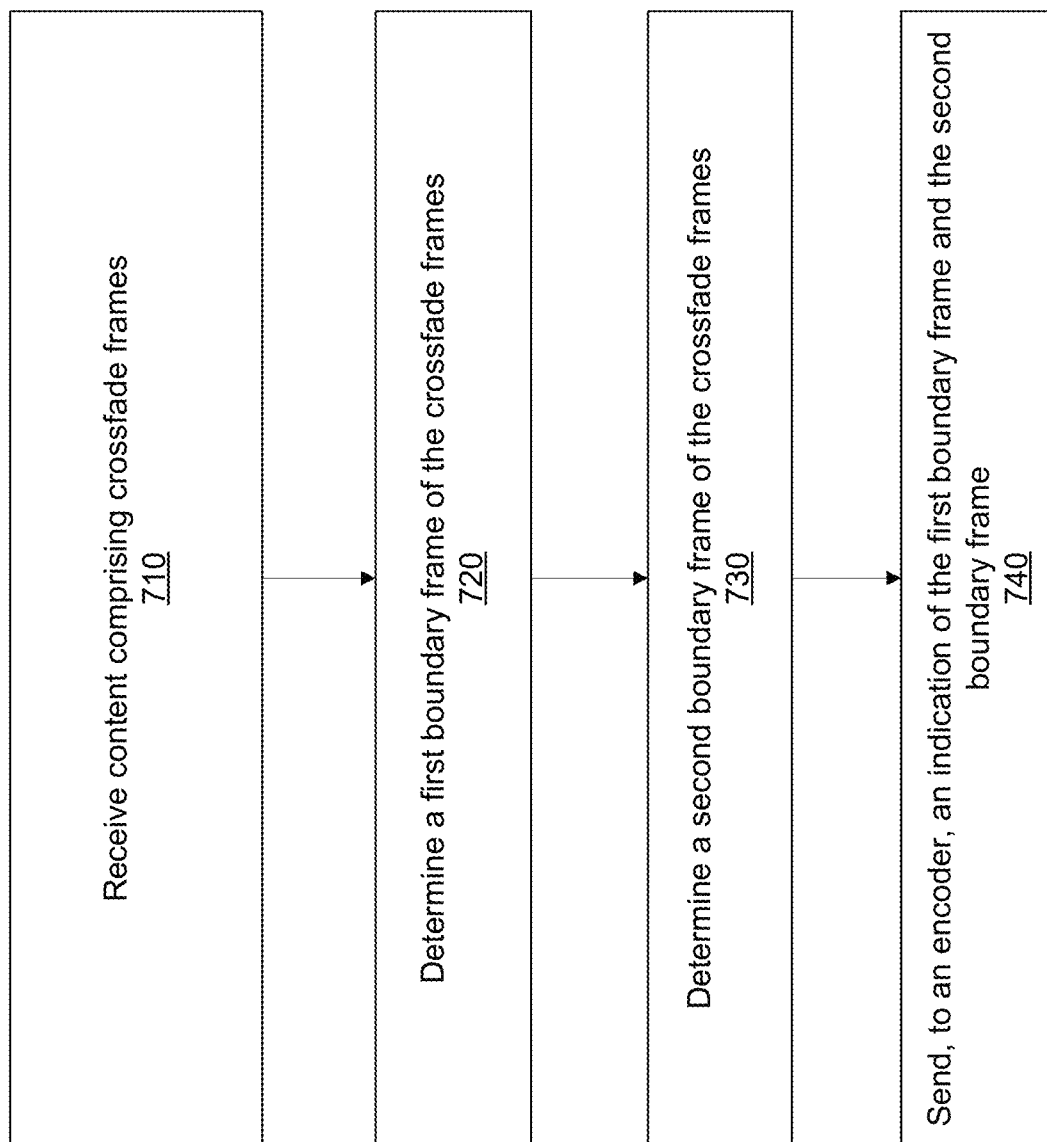 Receive content comprising crossfade frames
710
Determine a first boundary frame of the crossfade frames
720
Determine a second boundary frame of the crossfade frames
730
Send, to an encoder, an indication of the first boundary frame and the second
boundary frame
740